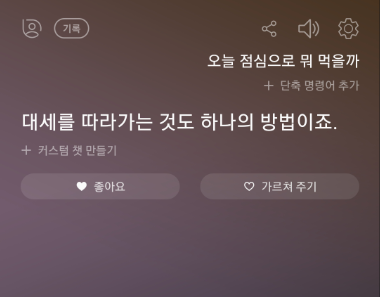 기록
오늘 점심으로 뭐 먹을까
+ 단축 명령어 추가
대세를 따라가는 것도 하나의 방법이죠.
+ 커스텀 챗 만들기
좋아요
가르쳐 주기